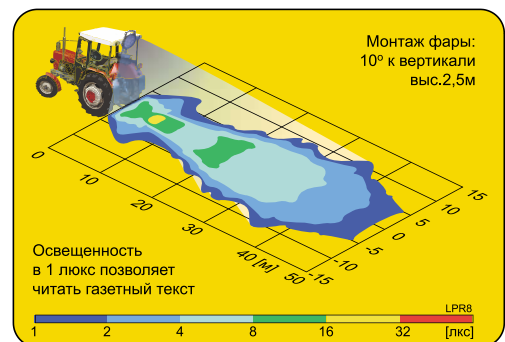 Монтаж фары:
10º к вертикали
выс.2,5м
0
10
20
30
40 [м]
50
-15
-10
-5
0
5
10
15
Освещенность
в 1 люкс позволяет
читать газетный текст
LPR8
1 2 4 8 16 32 [лкс]